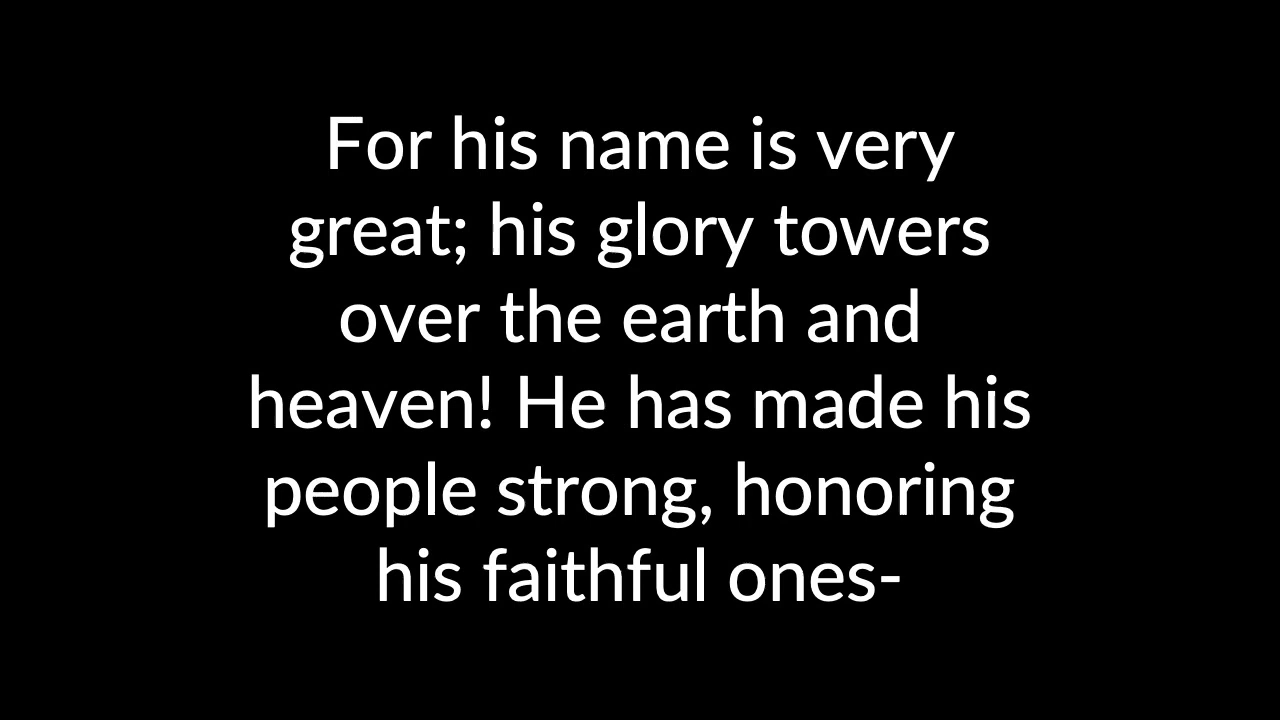 For his name is very
great; his glory towers
over the earth and
heaven! He has made his
people strong, honoring
his faithful ones-